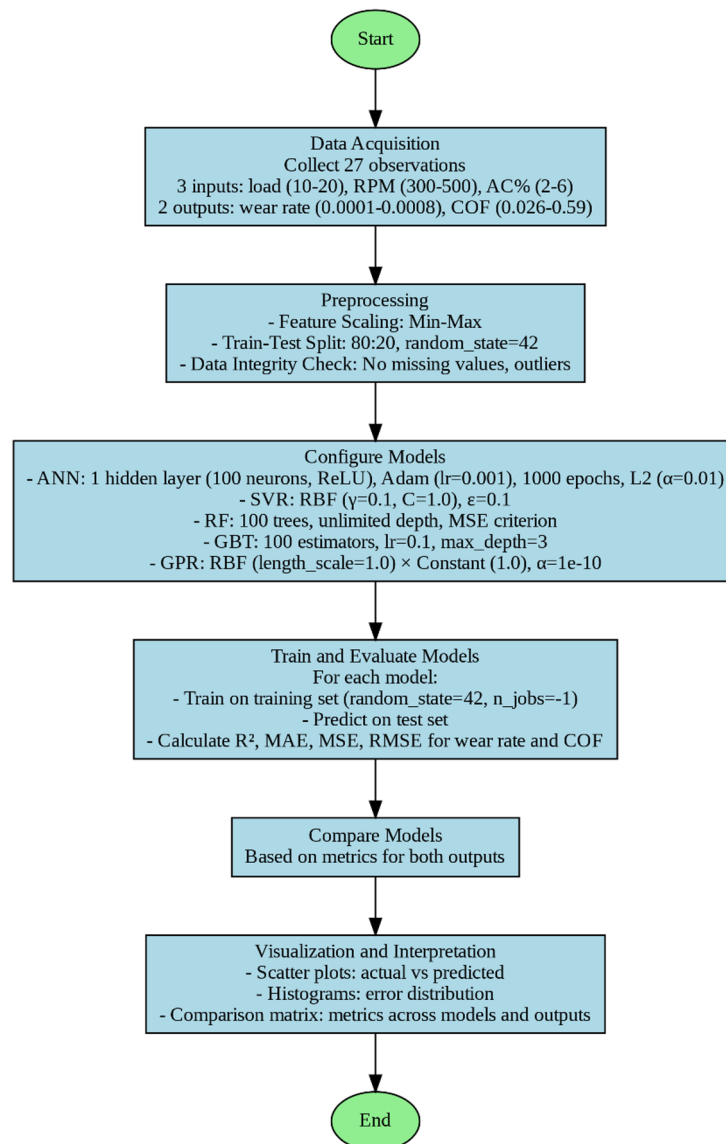 Start
Data Acquisition
Collect 27 observations
3 inputs: load (10-20), RPM (300-500), AC% (2-6)
2 outputs: wear rate (0.0001-0.0008), COF (0.026-0.59)
Preprocessing
- Feature Scaling: Min-Max
- Train-Test Split: 80:20, random_state=42
- Data Integrity Check: No missing values, outliers
Configure Models
- ANN: 1 hidden layer (100 neurons, ReLU), Adam (lr=0.001), 1000 epochs, L2 (α=0.01)
- SVR: RBF (γ=0.1, C=1.0), ε=0.1
- RF: 100 trees, unlimited depth, MSE criterion
- GBT: 100 estimators, lr=0.1, max_depth=3
- GPR: RBF (length_scale=1.0) × Constant (1.0), α=1e-10
Train and Evaluate Models
For each model:
- Train on training set (random_state=42, n_jobs=-1)
- Predict on test set
- Calculate R², MAE, MSE, RMSE for wear rate and COF
Compare Models
Based on metrics for both outputs
Visualization and Interpretation
- Scatter plots: actual vs predicted
- Histograms: error distribution
- Comparison matrix: metrics across models and outputs
End